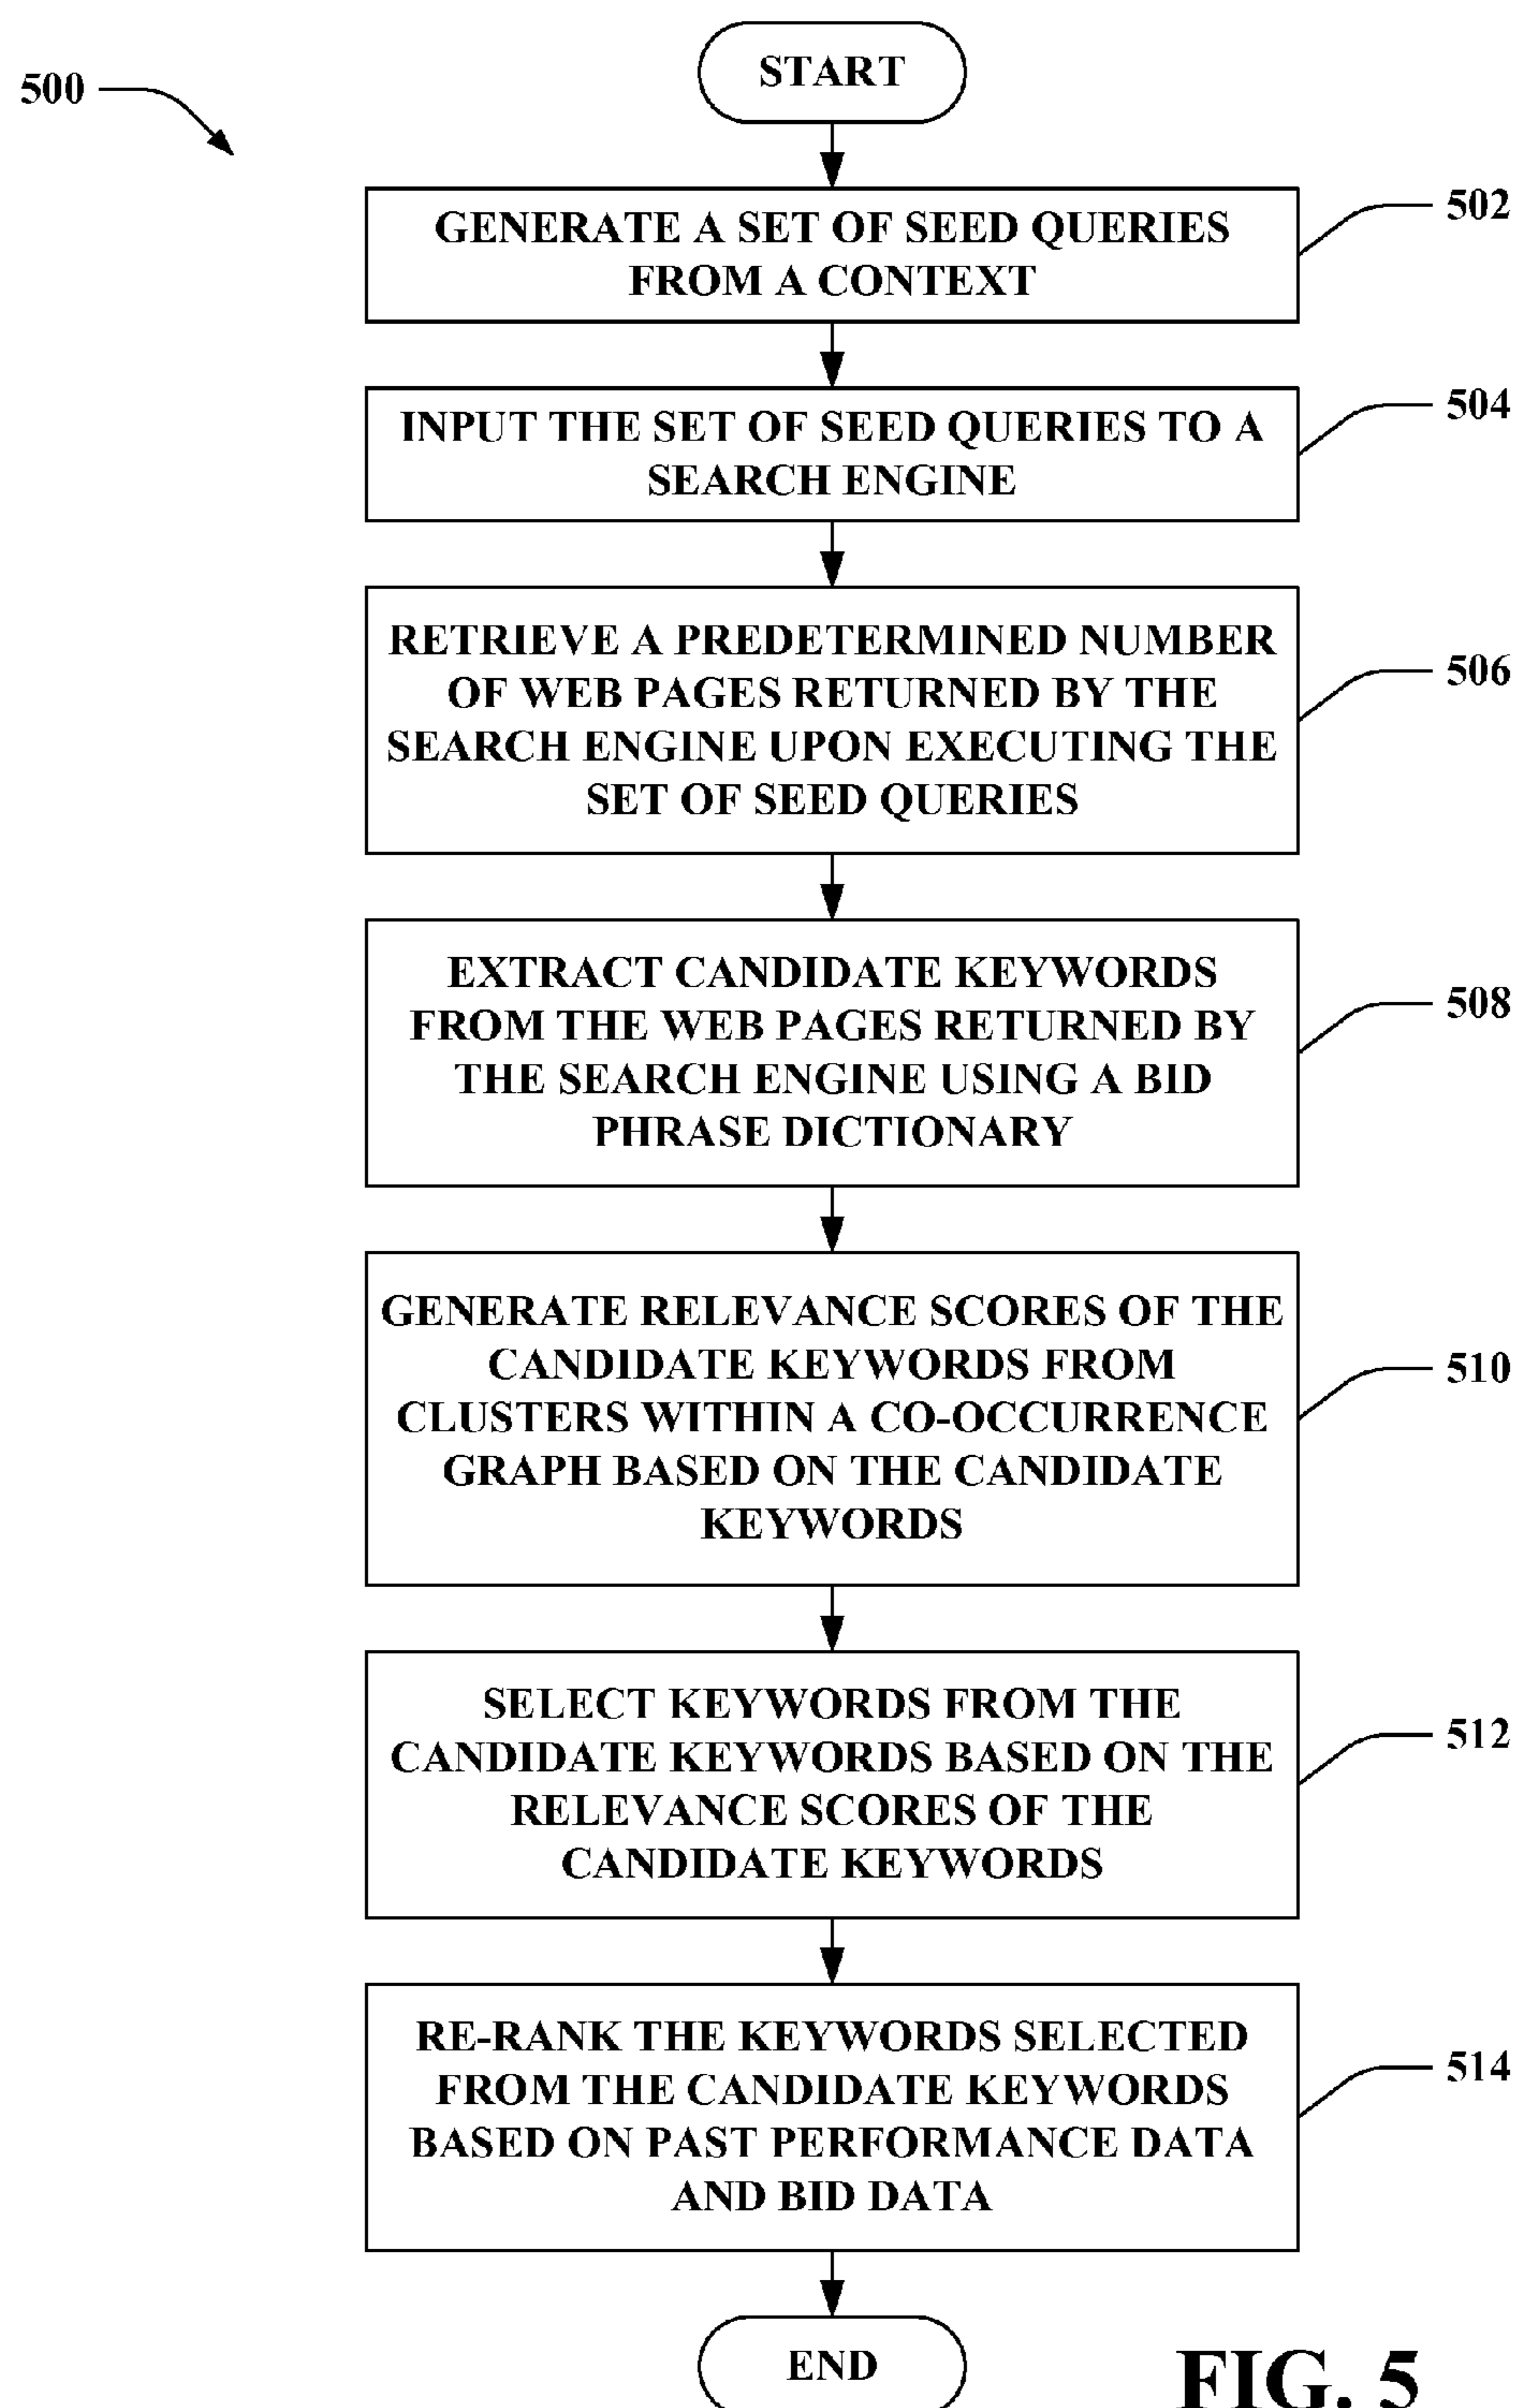 START
500
GENERATE A SET OF SEED QUERIES
FROM A CONTEXT
502
INPUT THE SET OF SEED QUERIES TO A
SEARCH ENGINE
504
RETRIEVE A PREDETERMINED NUMBER
OF WEB PAGES RETURNED BY THE
SEARCH ENGINE UPON EXECUTING THE
SET OF SEED QUERIES
506
EXTRACT CANDIDATE KEYWORDS
FROM THE WEB PAGES RETURNED BY
THE SEARCH ENGINE USING A BID
PHRASE DICTIONARY
508
GENERATE RELEVANCE SCORES OF THE
CANDIDATE KEYWORDS FROM
CLUSTERS WITHIN A CO-OCCURRENCE
GRAPH BASED ON THE CANDIDATE
KEYWORDS
510
SELECT KEYWORDS FROM THE
CANDIDATE KEYWORDS BASED ON THE
RELEVANCE SCORES OF THE
CANDIDATE KEYWORDS
512
RE-RANK THE KEYWORDS SELECTED
FROM THE CANDIDATE KEYWORDS
BASED ON PAST PERFORMANCE DATA
AND BID DATA
514
END
FIG. 5